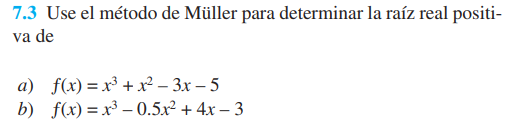 7.3 Use el método de Müller para determinar la raíz real positi-
va de
a) f(x) = x³ + x² – 3x – 5
b) f(x) = x³ – 0.5x² + 4x – 3